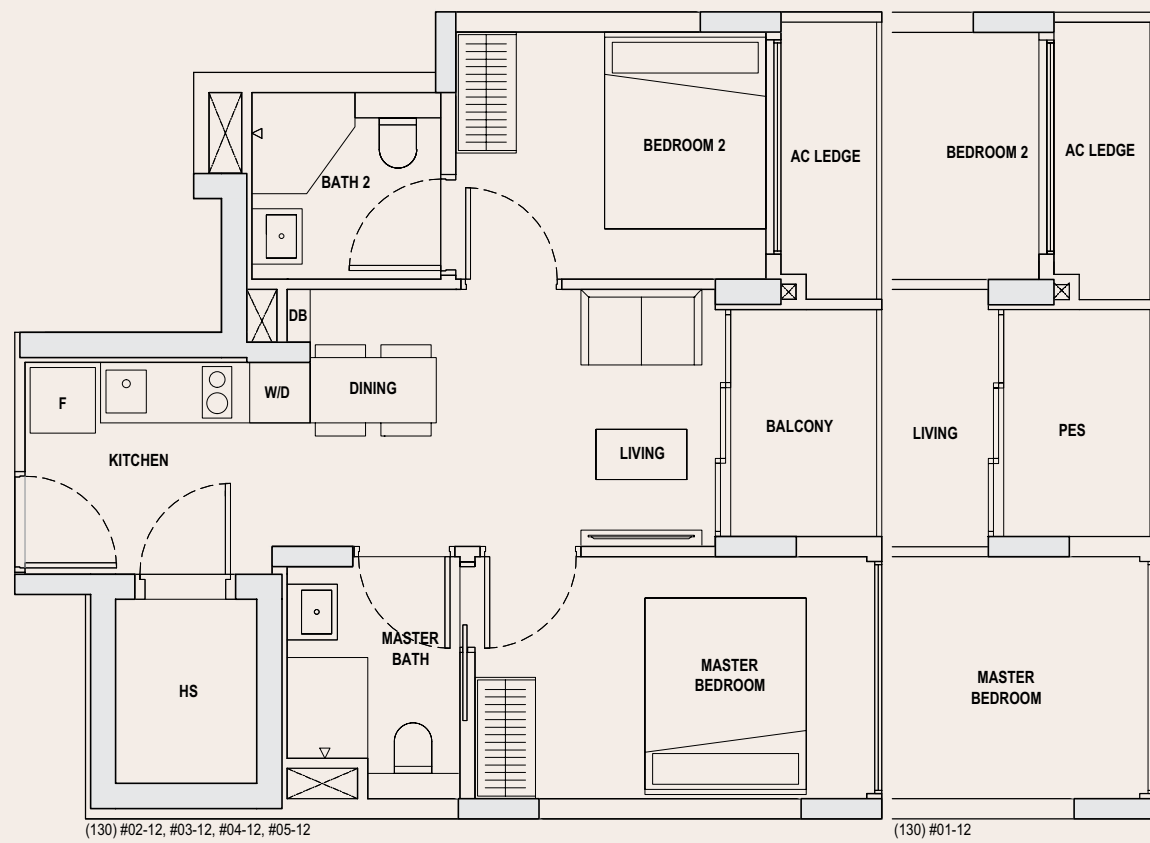 BEDROOM 2
AC LEDGE
BEDROOM 2
AC LEDGE
BATH 2
DB
F
W/D
DINING
BALCONY
LIVING
PES
LIVING
KITCHEN
MASTER
BATH
HS
MASTER
BEDROOM
MASTER
BEDROOM
(130) #02-12, #03-12, #04-12, #05-12
(130) #01-12